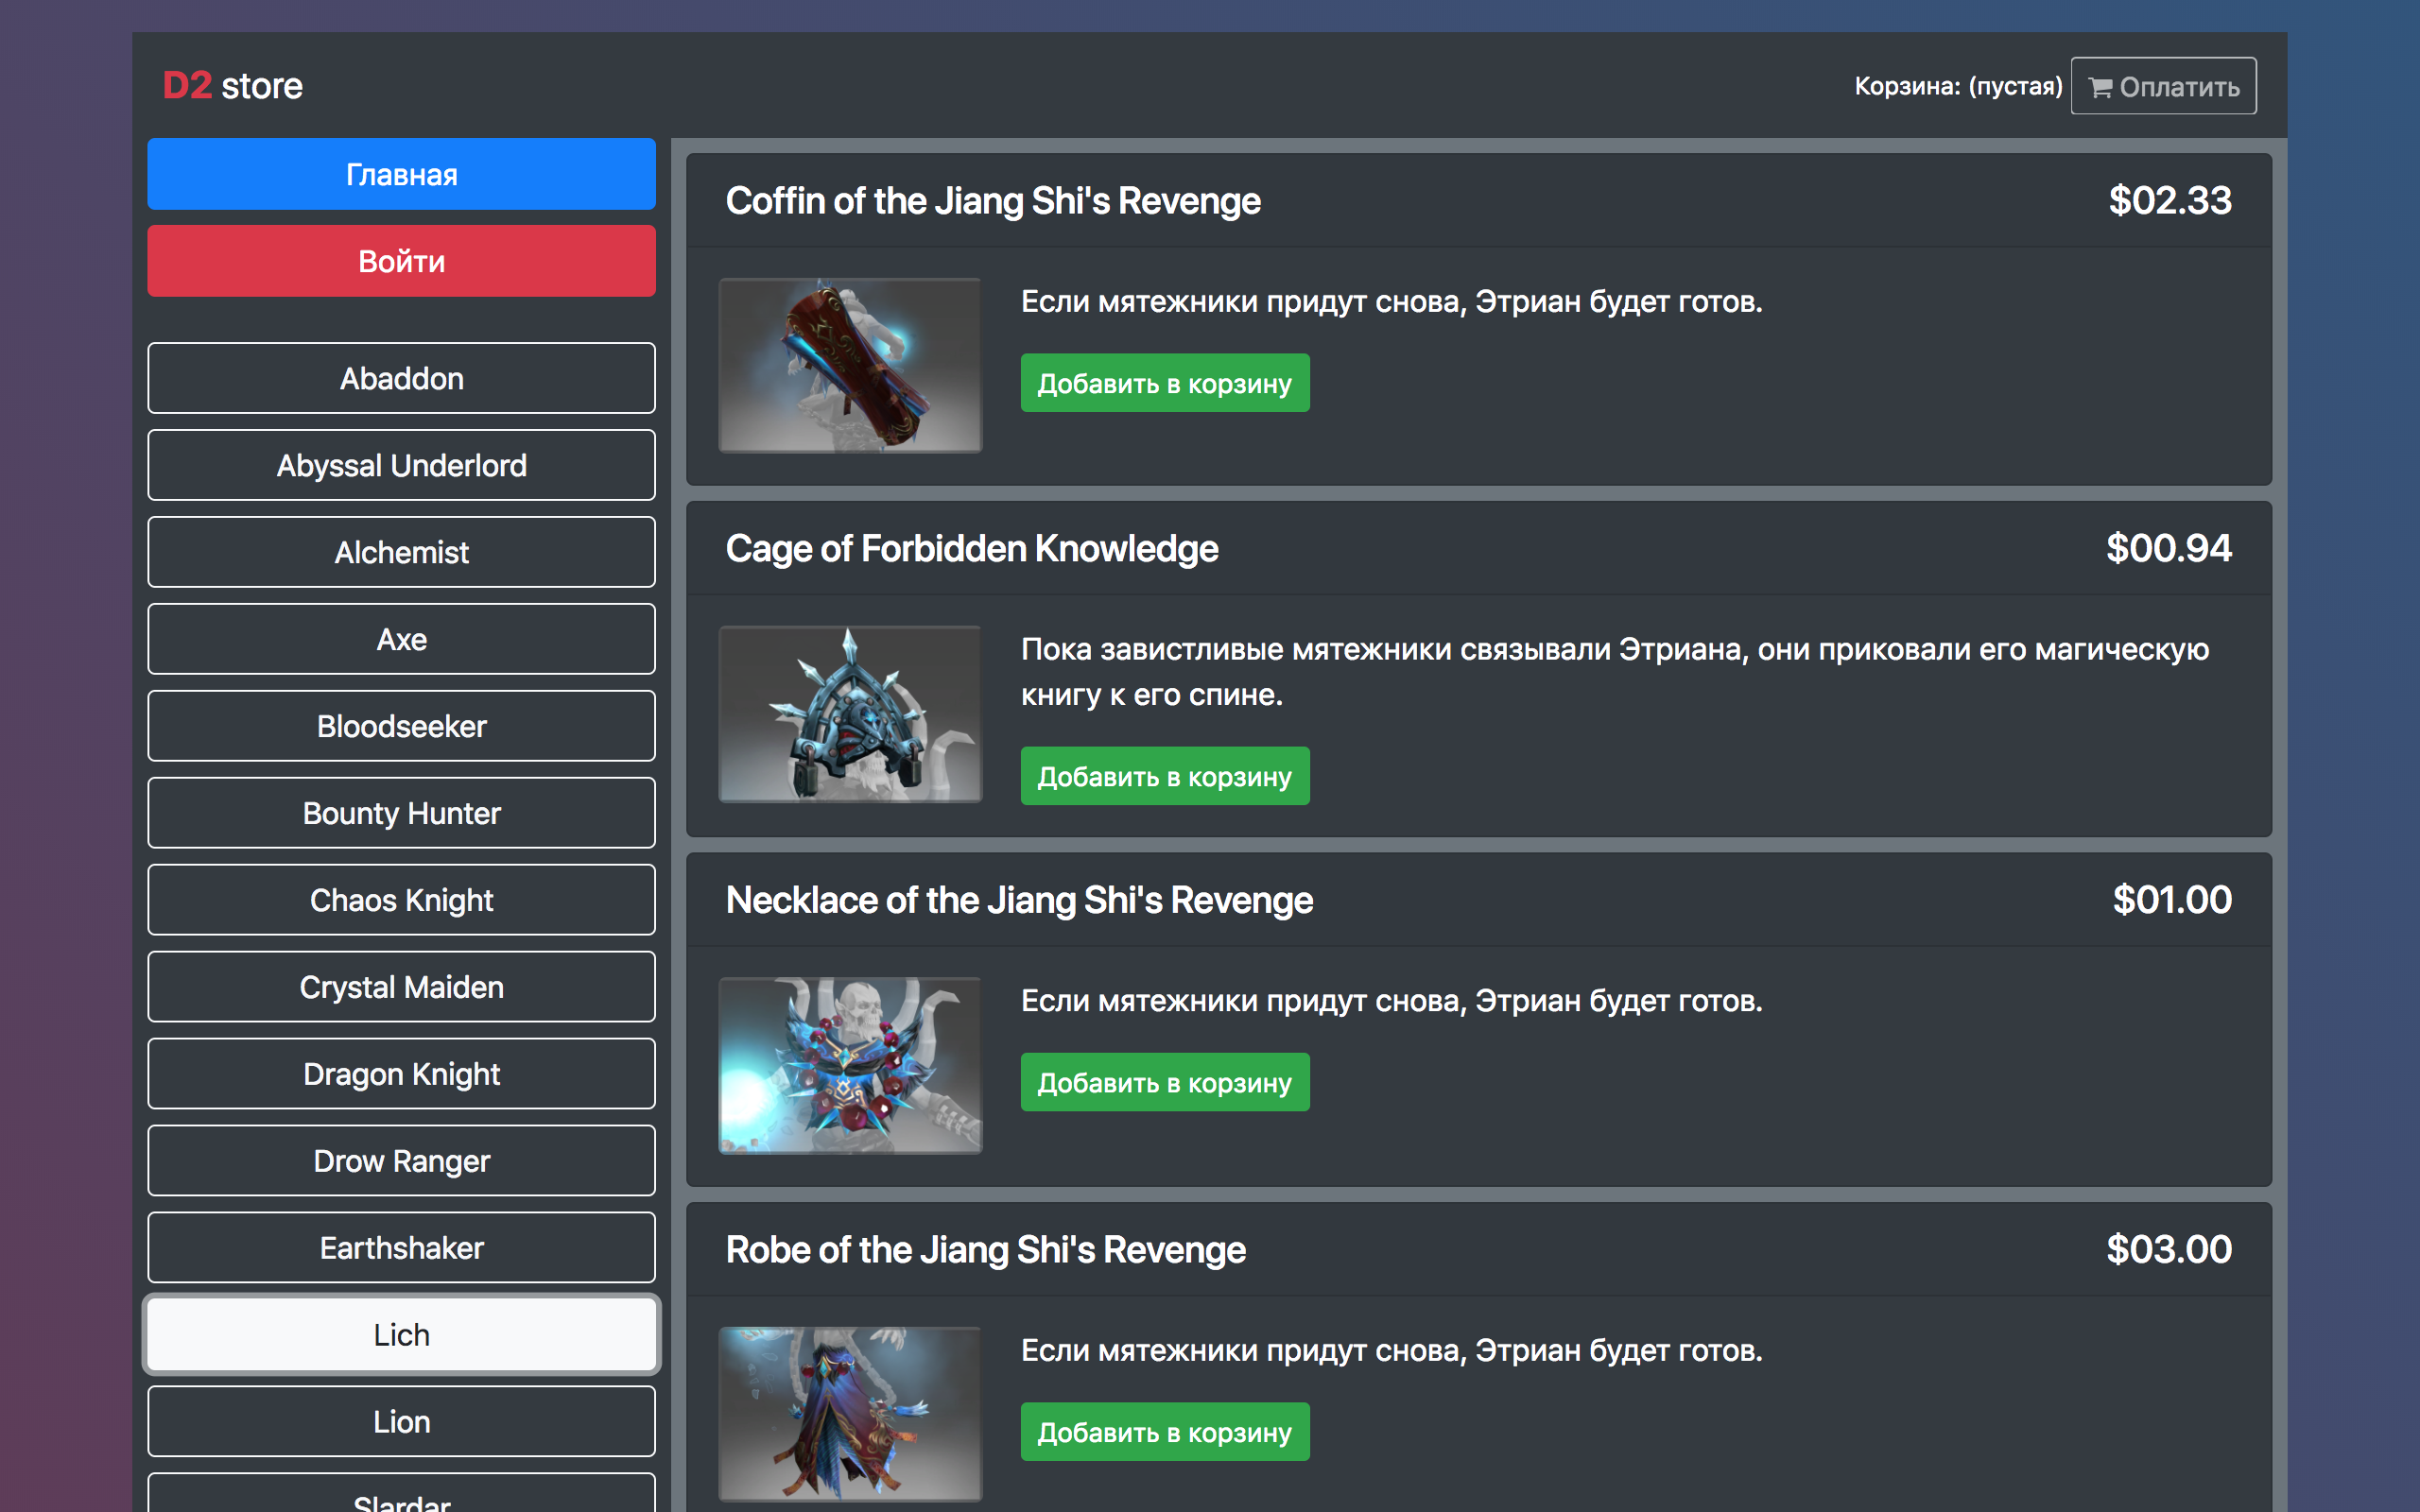 D2 store
Корзина: (пустая)
Оплатить
Главная
Войти
Abaddon
Abyssal Underlord
Alchemist
Axe
Bloodseeker
Bounty Hunter
Chaos Knight
Crystal Maiden
Dragon Knight
Drow Ranger
Earthshaker
Lich
Lion
Slardar
Coffin of the Jiang Shi's Revenge
$02.33
Если мятежники придут снова, Этриан будет готов.
Добавить в корзину
Cage of Forbidden Knowledge
$00.94
Пока завистливые мятежники связывали Этриана, они приковали его магическую
книгу к его спине.
Добавить в корзину
Necklace of the Jiang Shi's Revenge
$01.00
Если мятежники придут снова, Этриан будет готов.
Добавить в корзину
Robe of the Jiang Shi's Revenge
$03.00
Если мятежники придут снова, Этриан будет готов.
Добавить в корзину